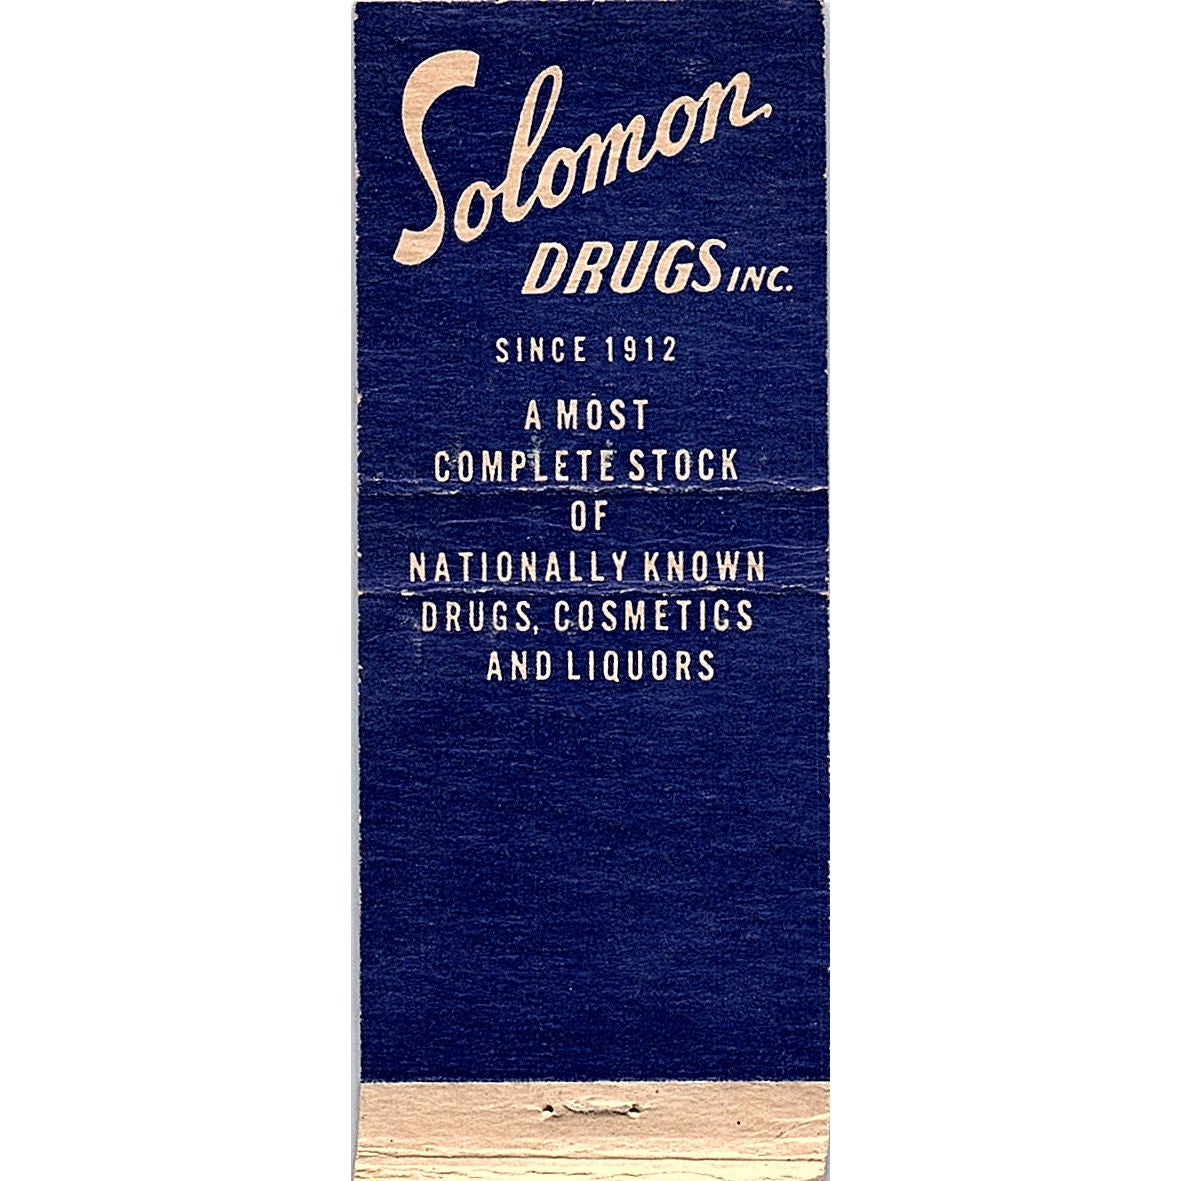 Solomon
DRUGS INC.
SINCE 1912
A MOST
COMPLETE STOCK
OF
NATIONALLY KNOWN
DRUGS, COSMETICS
AND LIQUORS